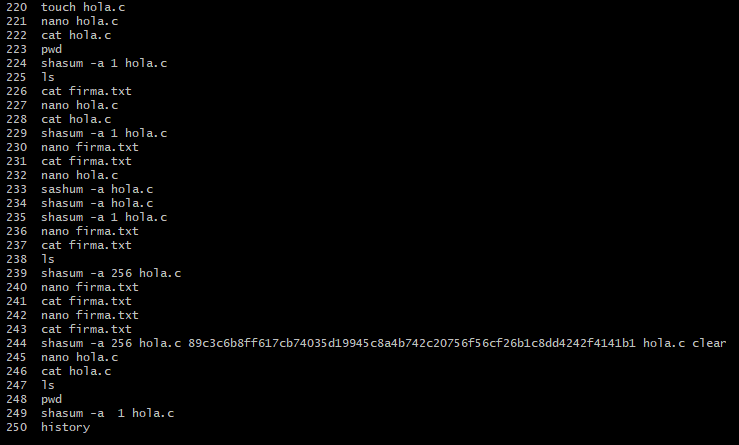 220 touch hola.c
221 nano hola.c
222 cat hola.c
223 pwd
224 shasum -a 1 hola.c
225 ls
226 cat firma.txt
227 nano hola.c
228 cat hola.c
229 shasum -a 1 hola.c
230 nano firma.txt
231 cat firma.txt
232 nano hola.c
233 sashum -a hola.c
234 shasum -a hola.c
235 shasum -a 1 hola.c
236 nano firma.txt
237 cat firma.txt
238 ls
239 shasum -a 256 hola.c
240 nano firma.txt
241 cat firma.txt
242 nano firma.txt
243 cat firma.txt
244 shasum -a 256 hola.c 89c3c6b8ff617cb74035d19945c8a4b742c20756f56cf26b1c8dd4242f4141b1 hola.c clear
245 nano hola.c
246 cat hola.c
247 ls
248 pwd
249 shasum -a  1 hola.c
250 history